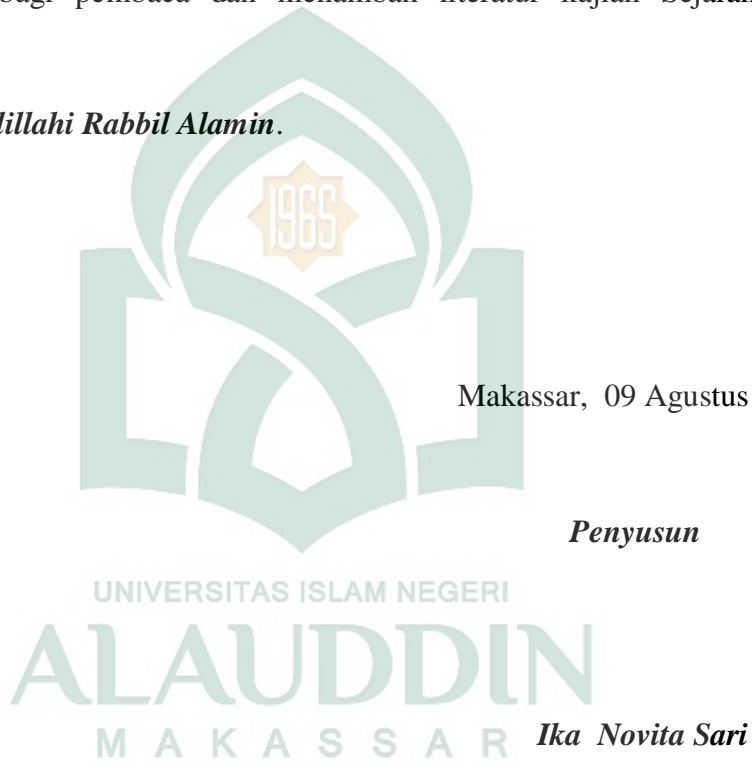 bagi pembaca dan menambah literatur kajian Sejarah
dillahi Rabbil Alamin.
1965
Makassar, 09 Agustus
Penyusun
UNIVERSITAS ISLAM NEGERI
ALAUDDIN
MAKASSAR
Ika Novita Sari